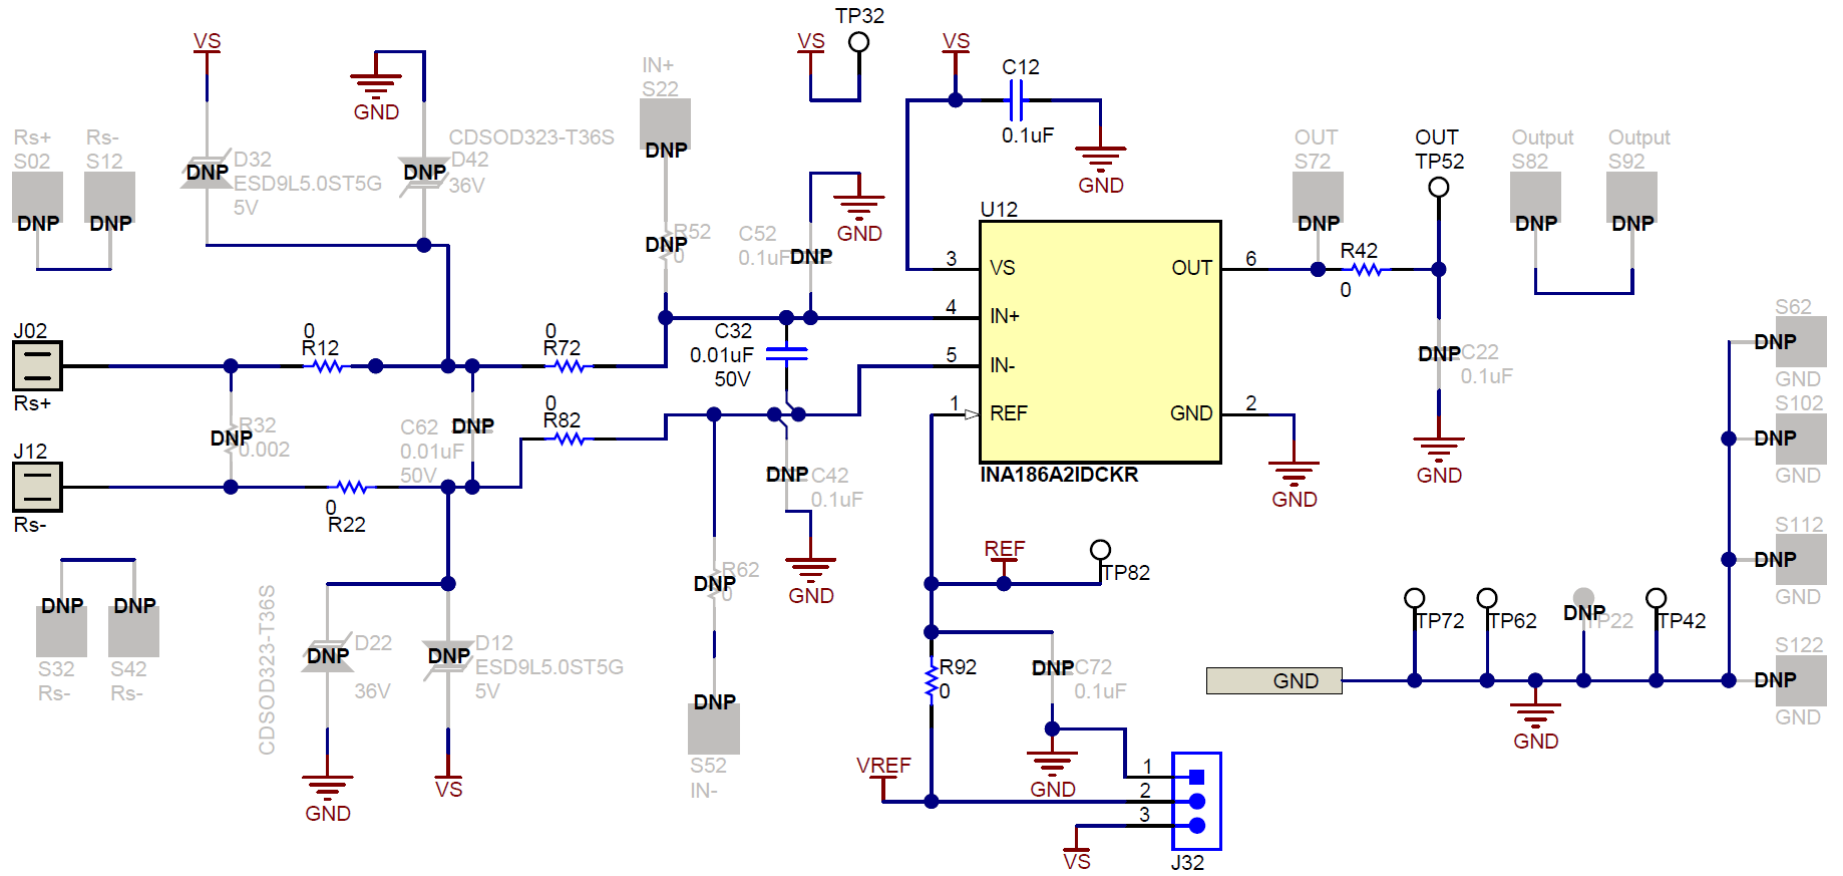 TP32
VS
VS
VS
IN+
S22
C12
0.1uF
GND
GND
DNP
Rs+
S02
DNP
Rs-
S12
DNP
D32
DNP
ESD9L5.0ST5G
5V
CDSOD323-T36S
D42
DNP
36V
GND
OUT
S72
DNP
OUT
TP52
Output
S82
DNP
Output
S92
DNP
R52
DNP
0
C52
0.1uF
DNP
GND
U12
3
VS
OUT
6
4
IN+
5
IN-
1
REF
GND
2
INA186A2IDCKR
GND
R42
0
DNP
C22
0.1uF
GND
S62
DNP
GND
S102
DNP
GND
S112
DNP
GND
S122
DNP
GND
J02
Rs+
0
R12
0
R72
C32
0.01uF
50V
0
R82
R32
DNP
0.002
C62
DNP
0.01uF
50V
J12
Rs-
0
R22
DNP
C42
0.1uF
GND
DNP
DNP
S32
Rs-
S42
Rs-
CDSOD323-T36S
D22
DNP
36V
GND
D12
DNP
ESD9L5.0ST5G
5V
VS
R62
DNP
0
DNP
S52
IN-
REF
TP82
R92
0
DNP
C72
0.1uF
GND
VREF
1
2
3
VS
J32
TP72
TP62
DNP
TP22
TP42
GND
GND